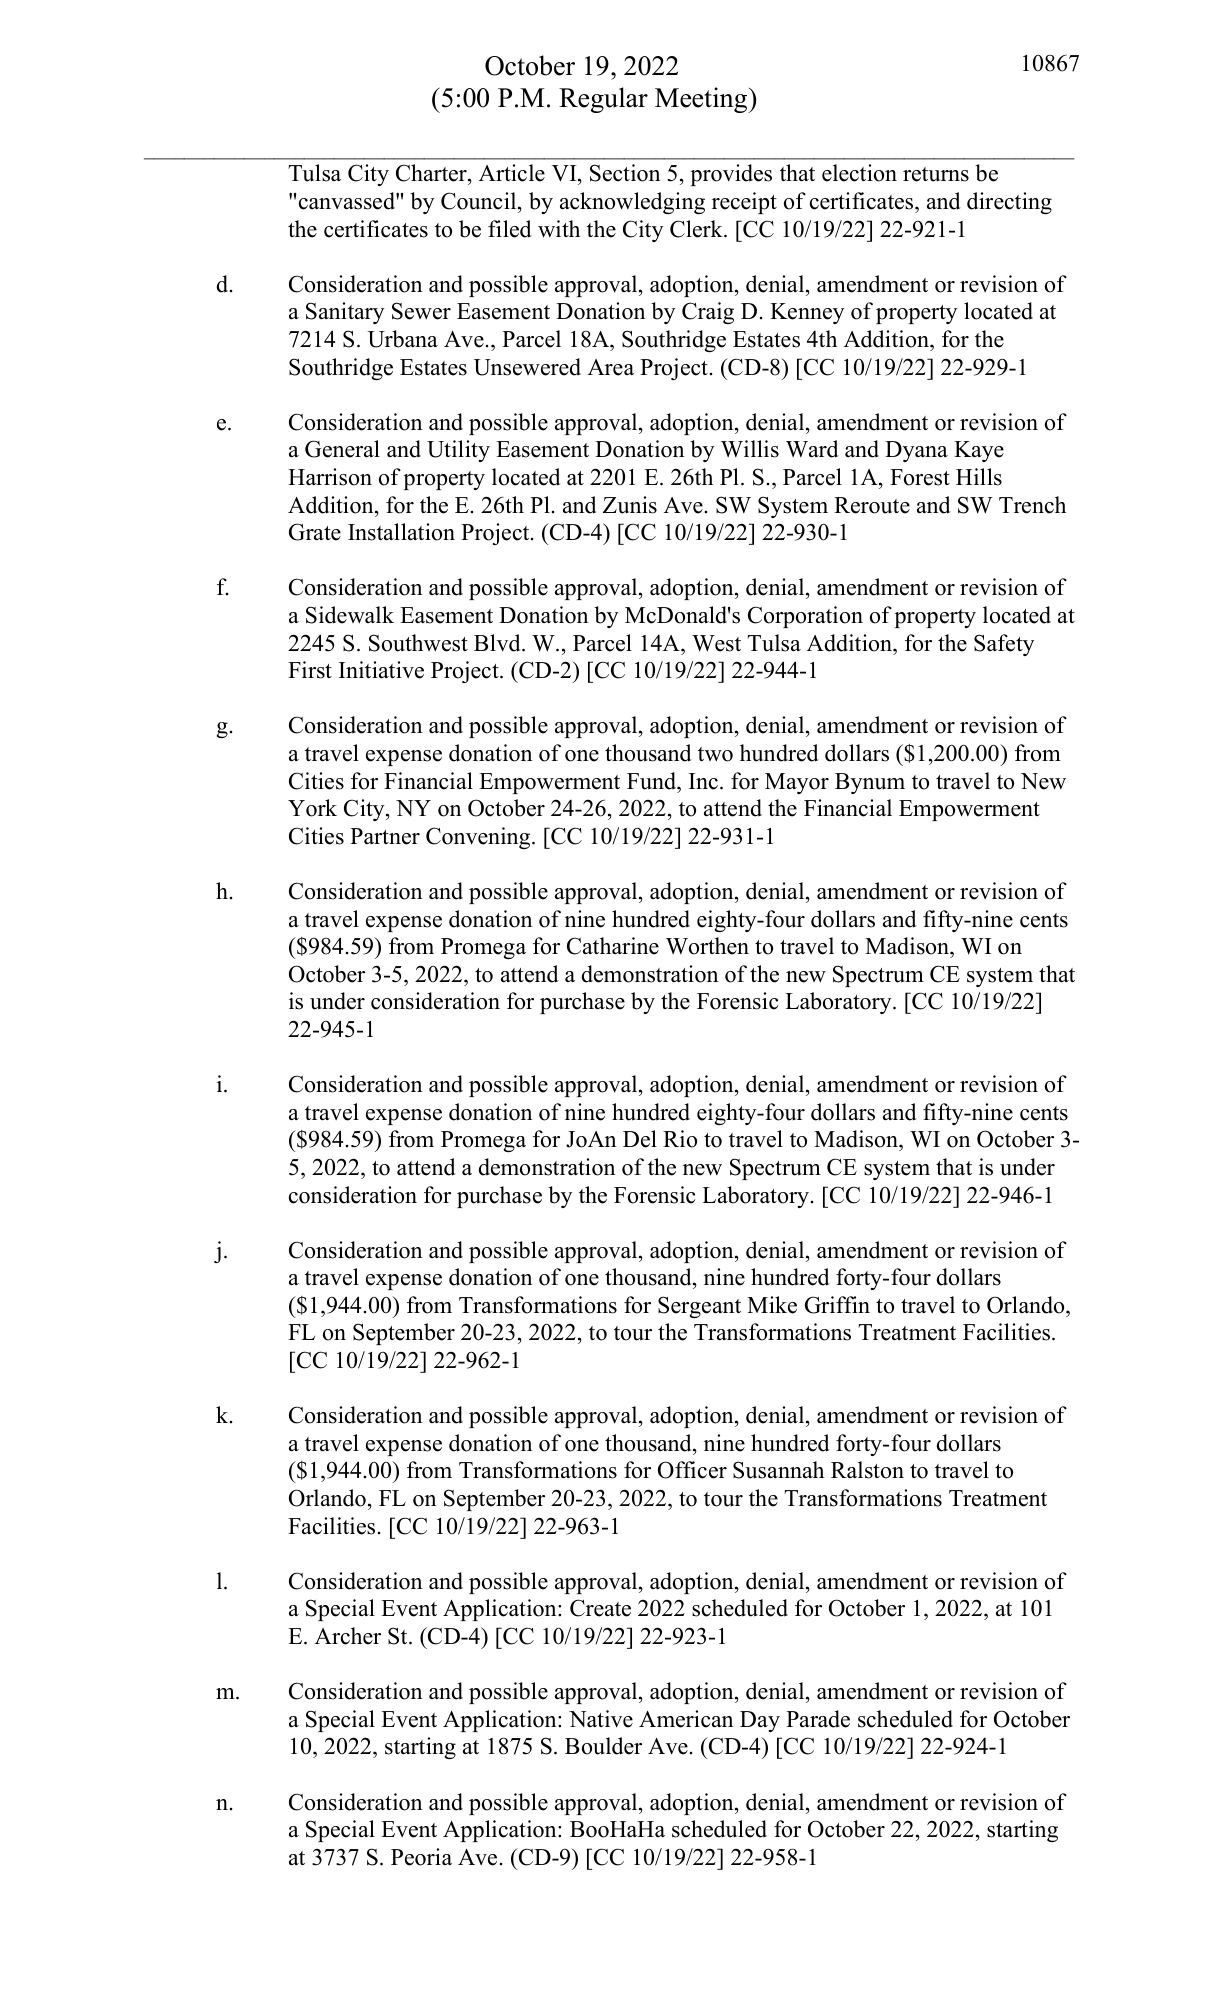 October 19, 2022
10867
(5:00 P.M. Regular Meeting)
Tulsa City Charter, Article VI, Section 5, provides that election returns be
"canvassed" by Council, by acknowledging receipt of certificates, and directing
the certificates to be filed with the City Clerk. [CC 10/19/22] 22-921-1
d. Consideration and possible approval, adoption, denial, amendment or revision of
a Sanitary Sewer Easement Donation by Craig D. Kenney of property located at
7214 S. Urbana Ave., Parcel 18A, Southridge Estates 4th Addition, for the
Southridge Estates Unsewered Area Project. (CD-8) [CC 10/19/22] 22-929-1
e. Consideration and possible approval, adoption, denial, amendment or revision of
a General and Utility Easement Donation by Willis Ward and Dyana Kaye
Harrison of property located at 2201 E. 26th Pl. S., Parcel 1A, Forest Hills
Addition, for the E. 26th Pl. and Zunis Ave. SW System Reroute and SW Trench
Grate Installation Project. (CD-4) [CC 10/19/22] 22-930-1
f. Consideration and possible approval, adoption, denial, amendment or revision of
a Sidewalk Easement Donation by McDonald's Corporation of property located at
2245 S. Southwest Blvd. W., Parcel 14A, West Tulsa Addition, for the Safety
First Initiative Project. (CD-2) [CC 10/19/22] 22-944-1
g. Consideration and possible approval, adoption, denial, amendment or revision of
a travel expense donation of one thousand two hundred dollars ($1,200.00) from
Cities for Financial Empowerment Fund, Inc. for Mayor Bynum to travel to New
York City, NY on October 24-26, 2022, to attend the Financial Empowerment
Cities Partner Convening. [CC 10/19/22] 22-931-1
h. Consideration and possible approval, adoption, denial, amendment or revision of
a travel expense donation of nine hundred eighty-four dollars and fifty-nine cents
($984.59) from Promega for Catharine Worthen to travel to Madison, WI on
October 3-5, 2022, to attend a demonstration of the new Spectrum CE system that
is under consideration for purchase by the Forensic Laboratory. [CC 10/19/22]
22-945-1
i. Consideration and possible approval, adoption, denial, amendment or revision of
a travel expense donation of nine hundred eighty-four dollars and fifty-nine cents
($984.59) from Promega for JoAn Del Rio to travel to Madison, WI on October 3-
5, 2022, to attend a demonstration of the new Spectrum CE system that is under
consideration for purchase by the Forensic Laboratory. [CC 10/19/22] 22-946-1
j. Consideration and possible approval, adoption, denial, amendment or revision of
a travel expense donation of one thousand, nine hundred forty-four dollars
($1,944.00) from Transformations for Sergeant Mike Griffin to travel to Orlando,
FL on September 20-23, 2022, to tour the Transformations Treatment Facilities.
[CC 10/19/22] 22-962-1
k. Consideration and possible approval, adoption, denial, amendment or revision of
a travel expense donation of one thousand, nine hundred forty-four dollars
($1,944.00) from Transformations for Officer Susannah Ralston to travel to
Orlando, FL on September 20-23, 2022, to tour the Transformations Treatment
Facilities. [CC 10/19/22] 22-963-1
l. Consideration and possible approval, adoption, denial, amendment or revision of
a Special Event Application: Create 2022 scheduled for October 1, 2022, at 101
E. Archer St. (CD-4) [CC 10/19/22] 22-923-1
m. Consideration and possible approval, adoption, denial, amendment or revision of
a Special Event Application: Native American Day Parade scheduled for October
10, 2022, starting at 1875 S. Boulder Ave. (CD-4) [CC 10/19/22] 22-924-1
n. Consideration and possible approval, adoption, denial, amendment or revision of
a Special Event Application: BooHaHa scheduled for October 22, 2022, starting
at 3737 S. Peoria Ave. (CD-9) [CC 10/19/22] 22-958-1